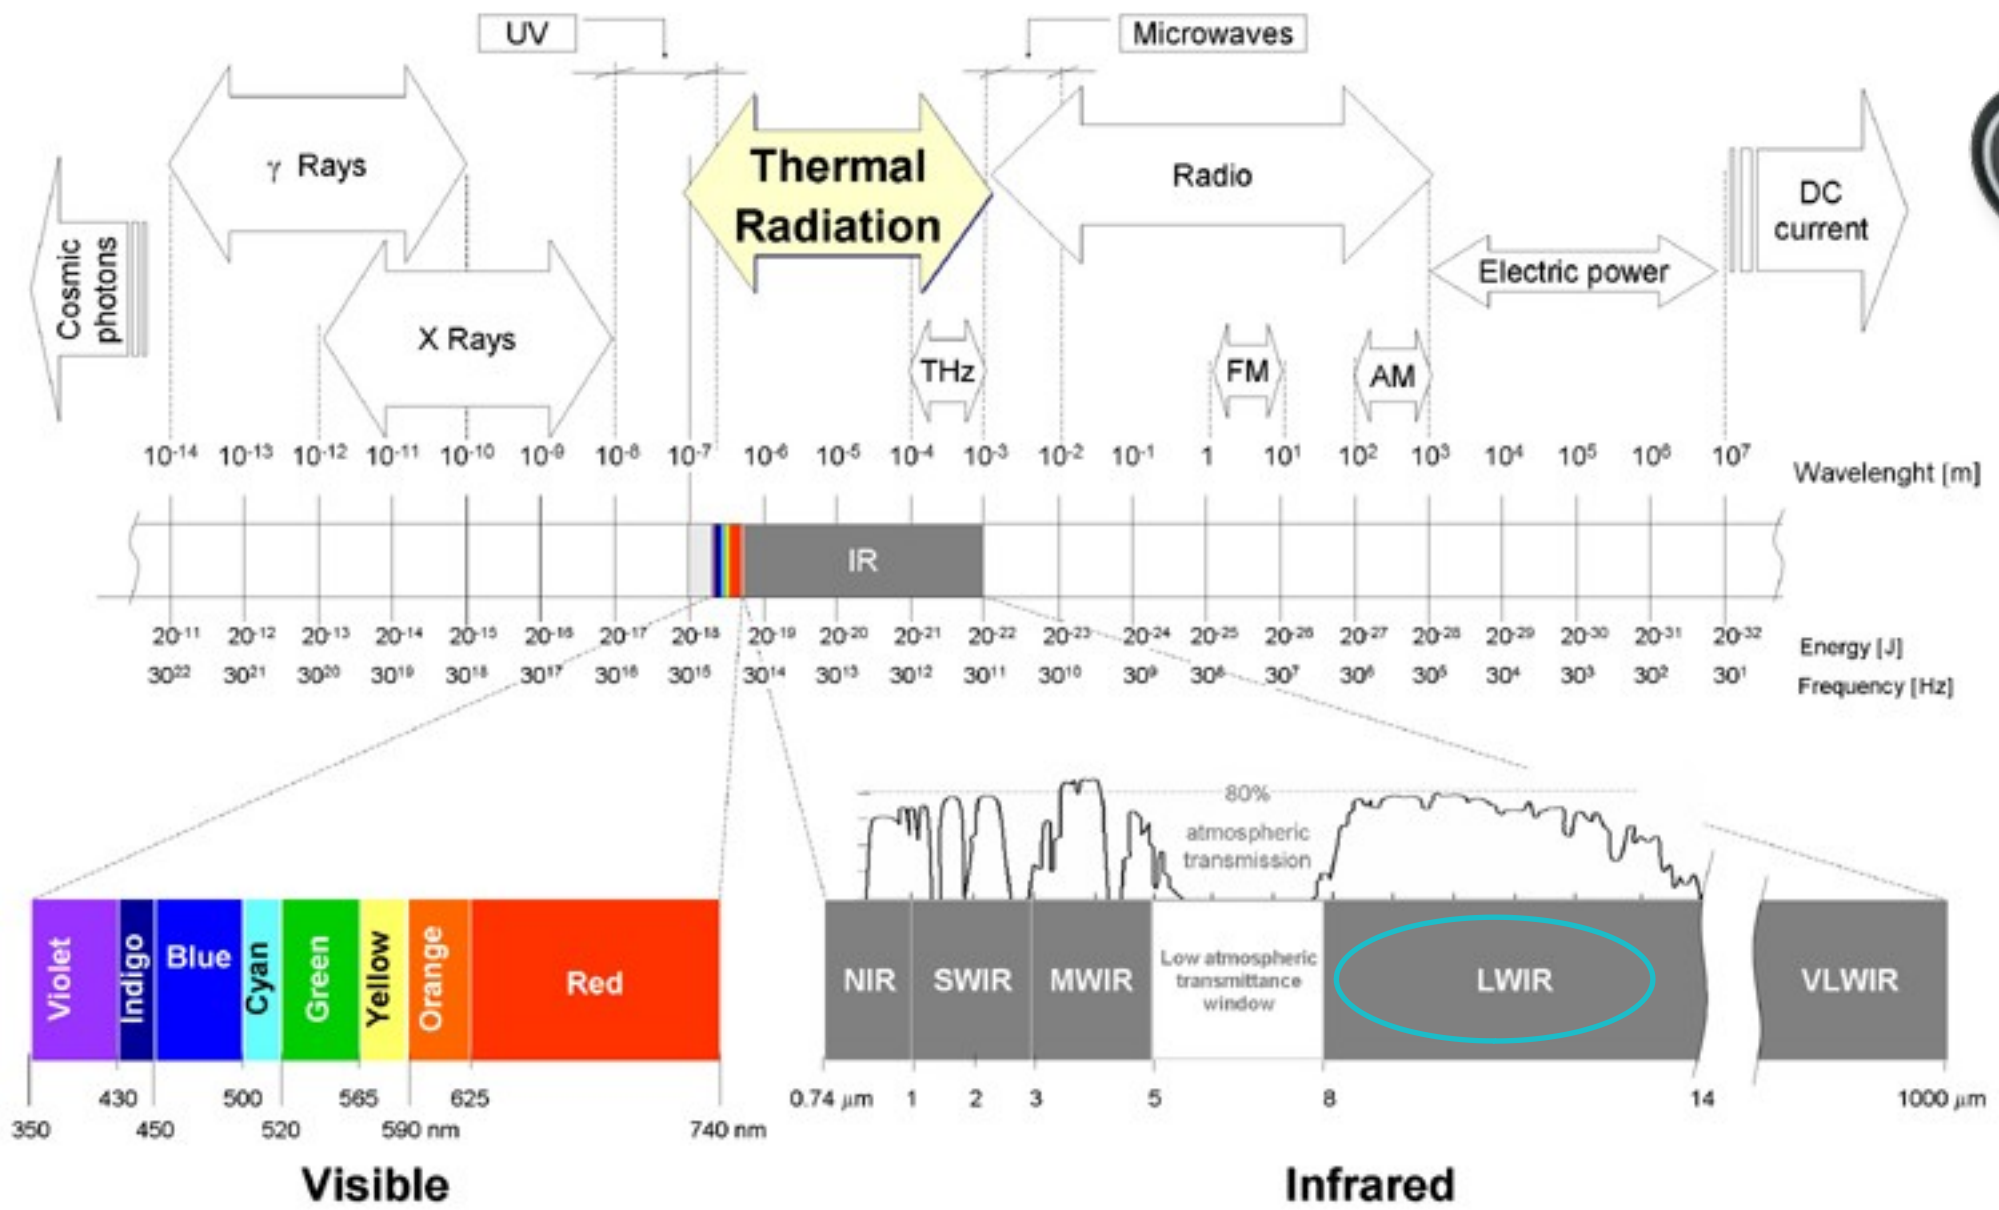 UV
Microwaves
γ Rays
Thermal
Radiation
Radio
DC
current
Cosmic
photons
Electric power
X Rays
THz
FM
AM
10-14 10-13 10-12 10-11 10-10 10-9 10-8 10-7 10-6 10-5 10-4 10-3 10-2 10-1 1 101 102 103 104 105 106 107
Wavelenght [m]
IR
20-11 20-12 20-13 20-14 20-15 20-16 20-17 20-18 20-19 20-20 20-21 20-22 20-23 20-24 20-25 20-26 20-27 20-28 20-29 20-30 20-31 20-32
Energy [J]
3022 3021 3020 3019 3018 3017 3016 3015 3014 3013 3012 3011 3010 309 308 307 306 305 304 303 302 301
Frequency [Hz]
80%
atmospheric
transmission
Violet
Indigo
Blue
Cyan
Green
Yellow
Orange
Red
NIR
SWIR
MWIR
Low atmospheric
transmittance
window
LWIR
VLWIR
430 500 565 625
350 450 520 590 nm 740 nm
0.74 μm 1 2 3 5 8 14 1000 μm
Visible
Infrared